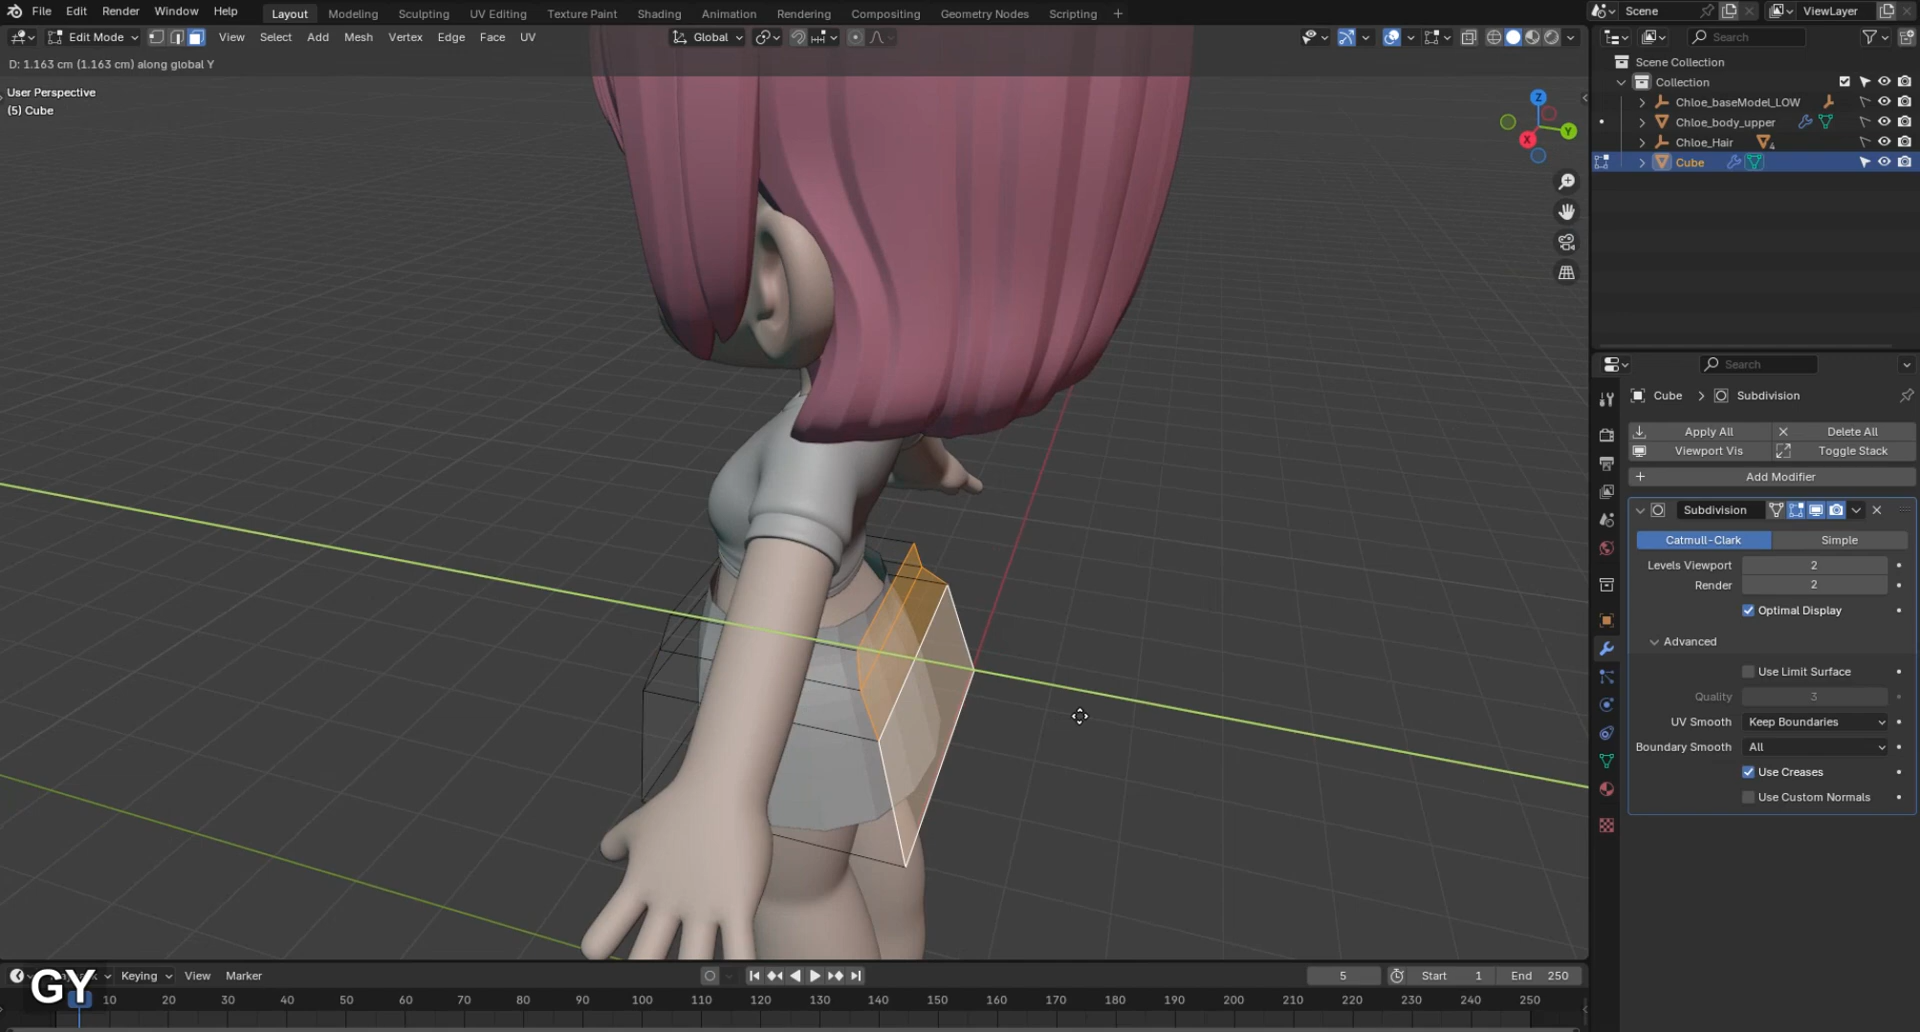 File Edit Render Window Help Layout Modeling Sculpting UV Editing Texture Paint Shading Animation Rendering Compositing Geometry Nodes Scripting + Scene ViewLayer
Edit Mode View Select Add Mesh Vertex Edge Face UV Global Search
D: 1.163 cm (1.163 cm) along global Y
User Perspective
(5) Cube
Z
Y
X
Scene Collection
Collection
Chloe_baseModel_LOW
Chloe_body_upper
Chloe_Hair 4
Cube
Search
Cube > Subdivision
Apply All Delete All
Viewport Vis Toggle Stack
Add Modifier
Subdivision
Catmull-Clark Simple
Levels Viewport 2
Render 2
Optimal Display
Advanced
Use Limit Surface
Quality 3
UV Smooth Keep Boundaries
Boundary Smooth All
Use Creases
Use Custom Normals
GY
Keying View Marker 5 Start 1 End 250
10 20 30 40 50 60 70 80 90 100 110 120 130 140 150 160 170 180 190 200 210 220 230 240 250